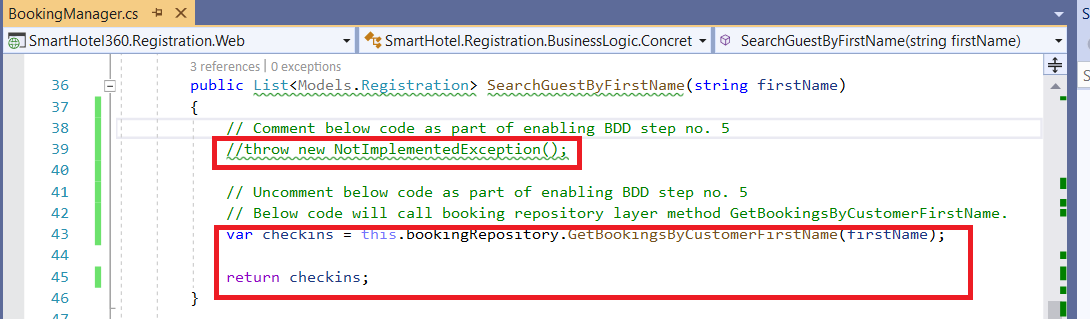 BookingManager.cs
S
SmartHotel360.Registration.Web
SmartHotel.Registration.BusinessLogic.Concret
SearchGuestByFirstName(string firstName)
S
3 references | 0 exceptions
36 public List<Models.Registration> SearchGuestByFirstName(string firstName)
37 {
38 // Comment below code as part of enabling BDD step no. 5
39 //throw new NotImplementedException();
40
41 // Uncomment below code as part of enabling BDD step no. 5
42 // Below code will call booking repository layer method GetBookingsByCustomerFirstName.
43 var checkins = this.bookingRepository.GetBookingsByCustomerFirstName(firstName);
44
45 return checkins;
46 }
47